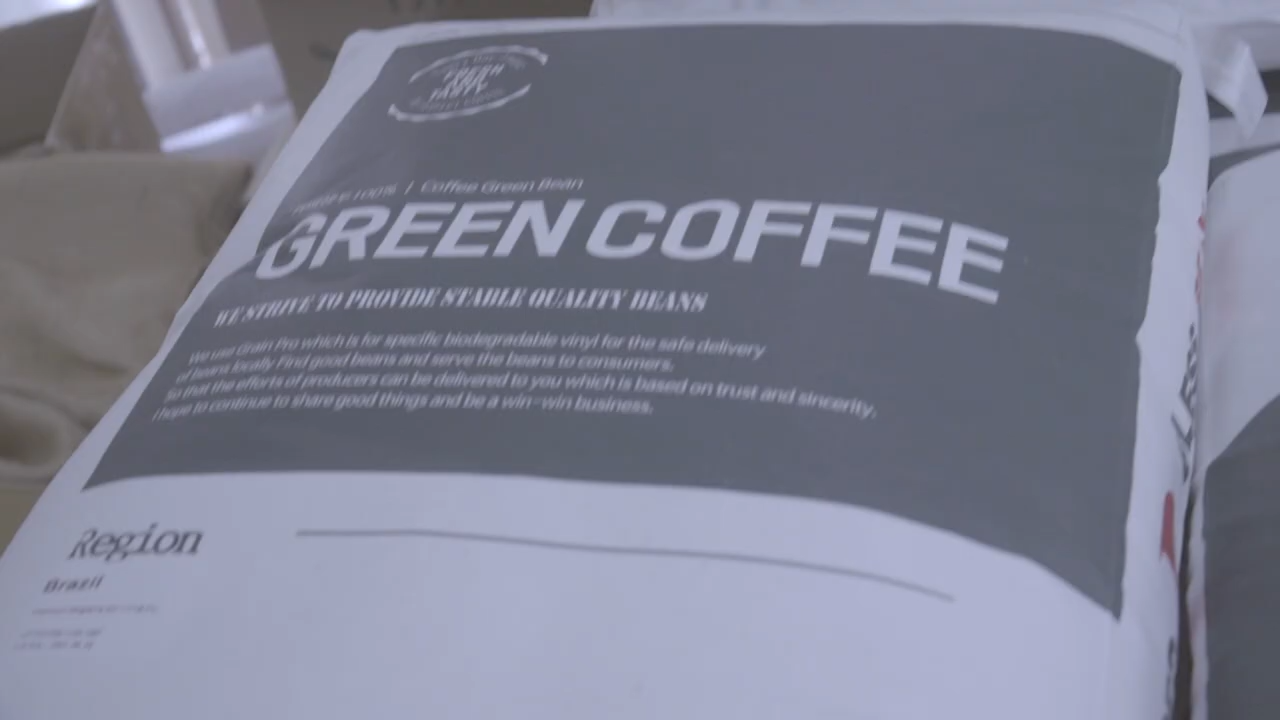 FRESH
AND
TASTY
/ Coffee Green Bean
GREEN COFFEE
WE STRIVE TO PROVIDE STABLE QUALITY BEANS
We use Grain Pro which is for specific biodegradable vinyl for the safe delivery
of beans locally Find good beans and serve the beans to consumers.
So that the efforts of producers can be delivered to you which is based on trust and sincerity.
I hope to continue to share good things and be a win-win business.
Region
Brazil